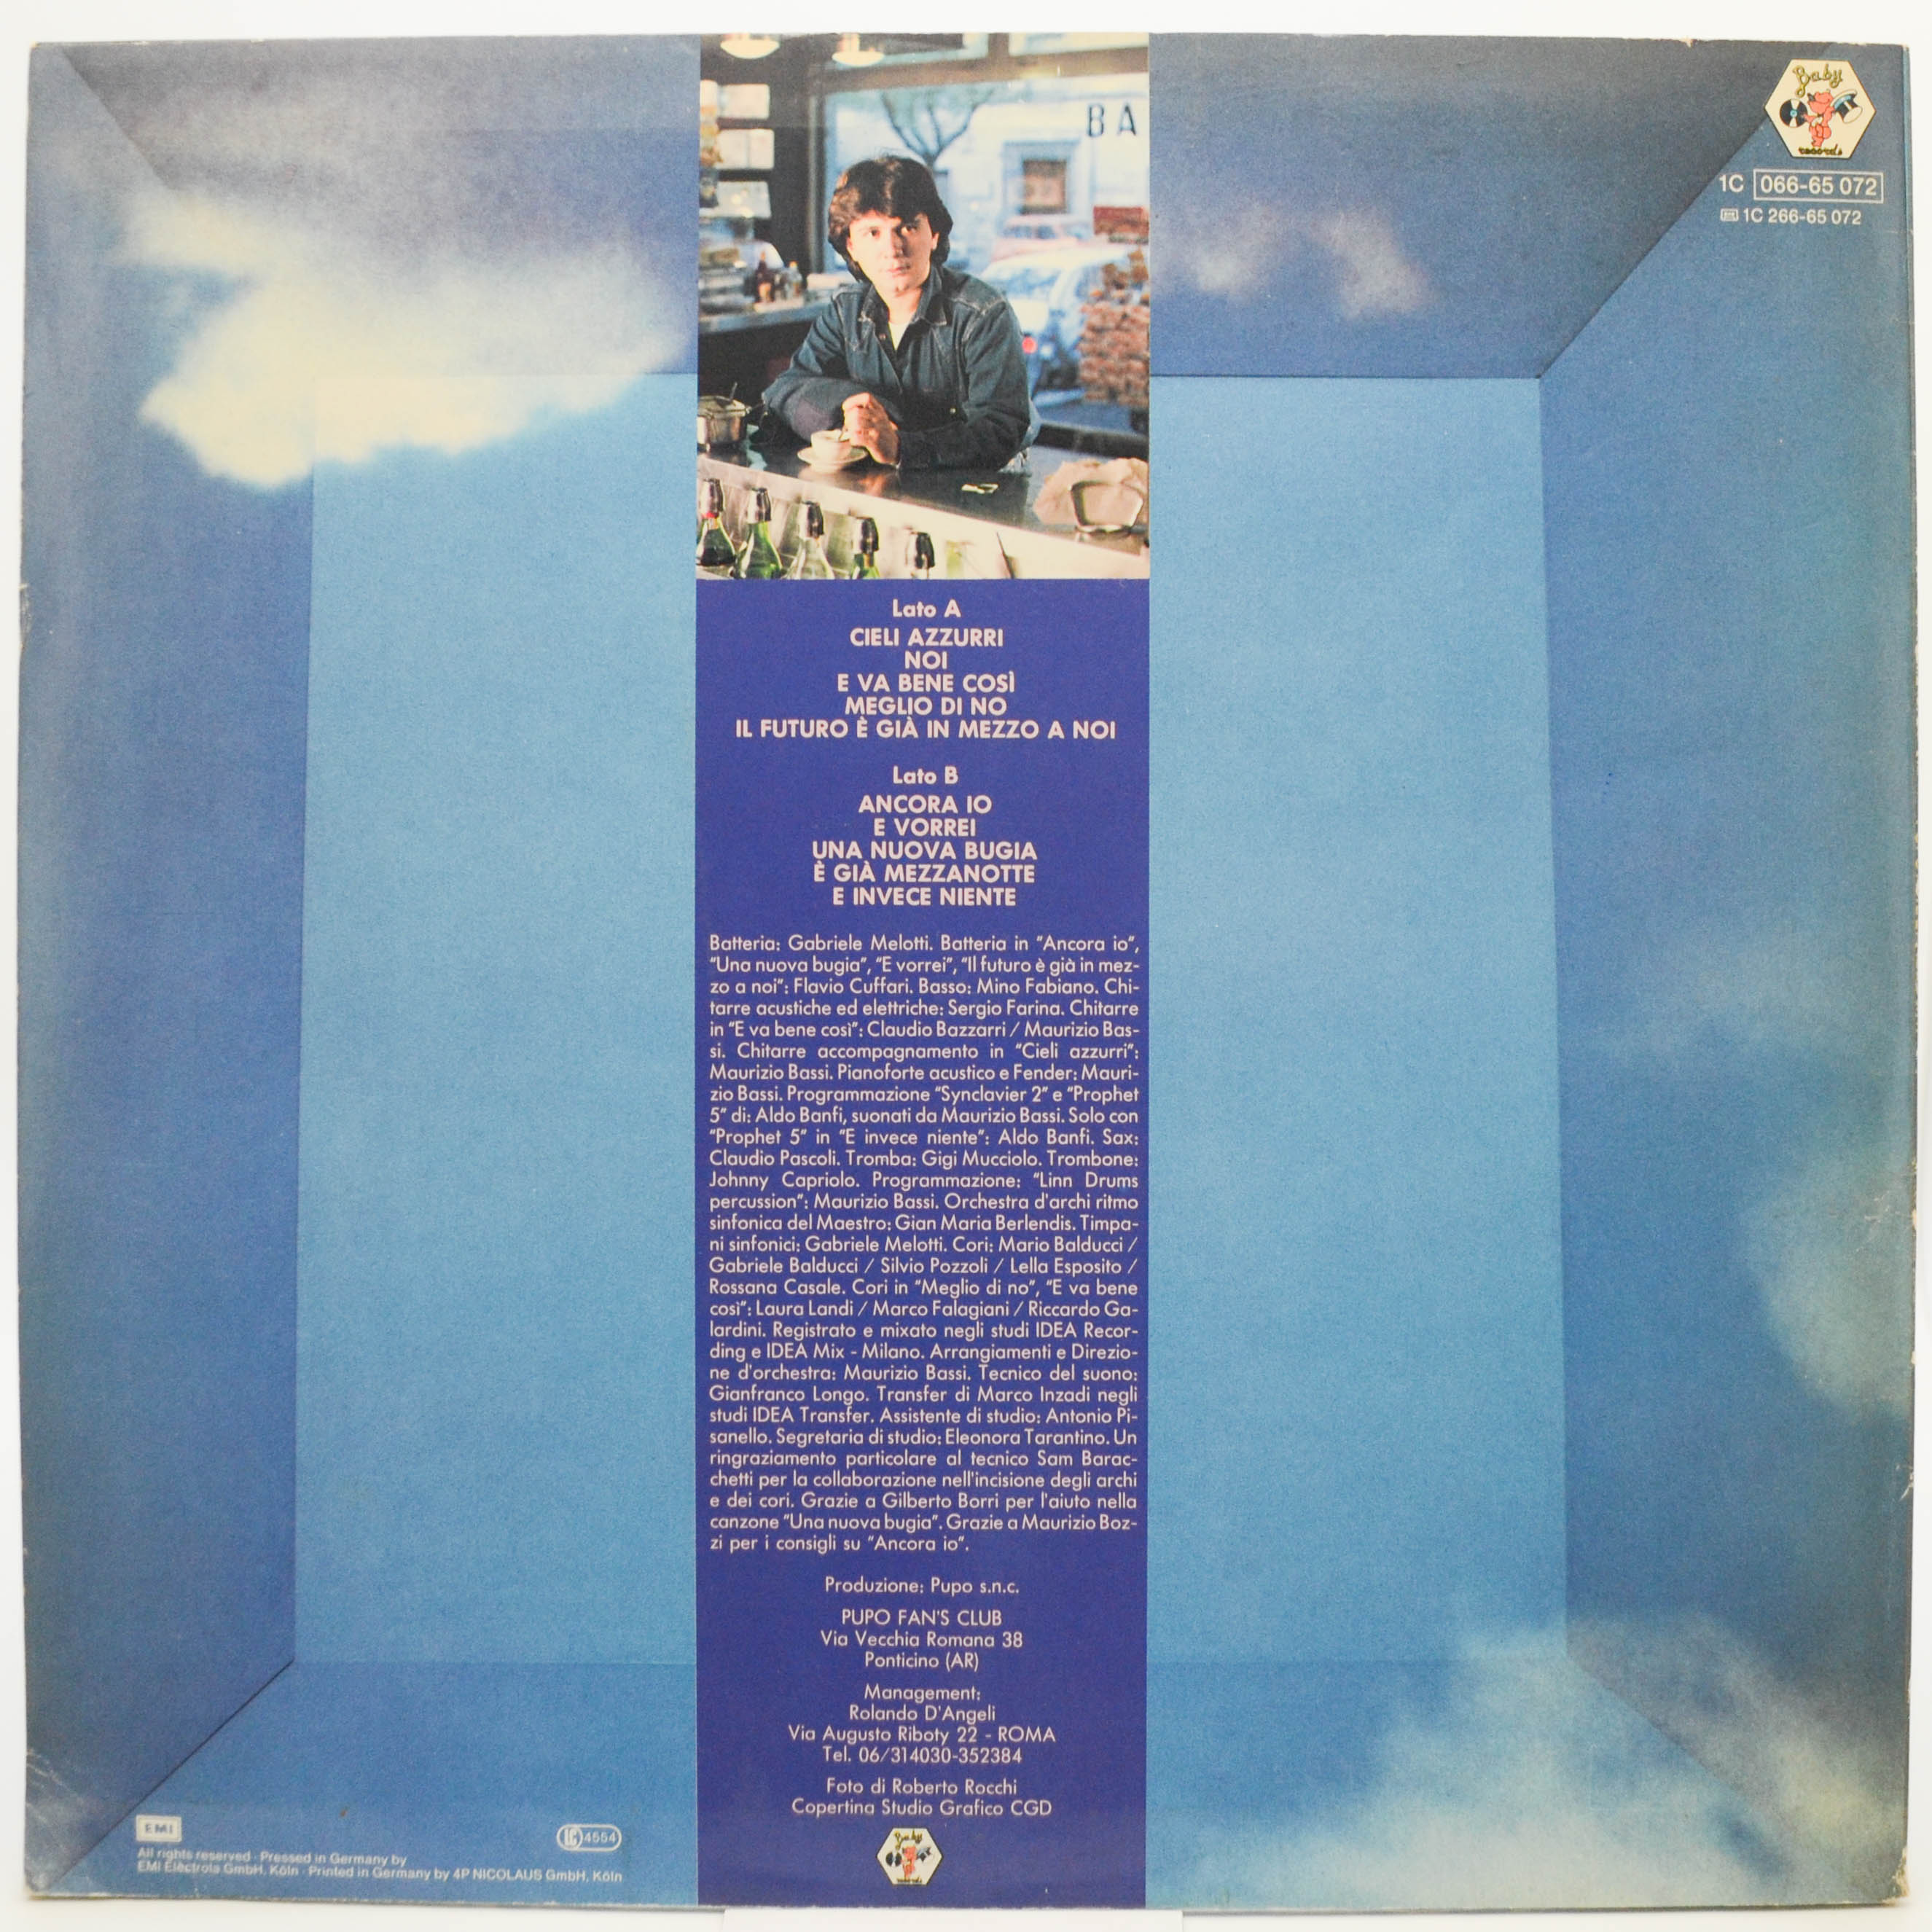 BA
Baby
records
1C 066-65 072
1C 266-65 072
Lato A
CIELI AZZURRI
NOI
E VA BENE COSÌ
MEGLIO DI NO
IL FUTURO È GIÀ IN MEZZO A NOI
Lato B
ANCORA IO
E VORREI
UNA NUOVA BUGIA
È GIÀ MEZZANOTTE
E INVECE NIENTE
Batteria: Gabriele Melotti. Batteria in “Ancora io”,
“Una nuova bugia”, “E vorrei”, “Il futuro è già in mez-
zo a noi”: Flavio Cuffari. Basso: Mino Fabiano. Chi-
tarre acustiche ed elettriche: Sergio Farina. Chitarre
in “E va bene così”: Claudio Bazzarri / Maurizio Bas-
si. Chitarre accompagnamento in “Cieli azzurri”:
Maurizio Bassi. Pianoforte acustico e Fender: Mauri-
zio Bassi. Programmazione “Synclavier 2” e “Prophet
5” di: Aldo Banfi, suonati da Maurizio Bassi. Solo con
“Prophet 5” in “E invece niente”: Aldo Banfi. Sax:
Claudio Pascoli. Tromba: Gigi Mucciolo. Trombone:
Johnny Capriolo. Programmazione: “Linn Drums
percussion”: Maurizio Bassi. Orchestra d'archi ritmo
sinfonica del Maestro: Gian Maria Berlendis. Timpa-
ni sinfonici: Gabriele Melotti. Cori: Mario Balducci /
Gabriele Balducci / Silvio Pozzoli / Lella Esposito /
Rossana Casale. Cori in “Meglio di no”, “E va bene
così”: Laura Landi / Marco Falagiani / Riccardo Ga-
lardini. Registrato e mixato negli studi IDEA Recor-
ding e IDEA Mix - Milano. Arrangiamenti e Direzio-
ne d'orchestra: Maurizio Bassi. Tecnico del suono:
Gianfranco Longo. Transfer di Marco Inzadi negli
studi IDEA Transfer. Assistente di studio: Antonio Pi-
sanello. Segretaria di studio: Eleonora Tarantino. Un
ringraziamento particolare al tecnico Sam Barac-
chetti per la collaborazione nell'incisione degli archi
e dei cori. Grazie a Gilberto Borri per l'aiuto nella
canzone “Una nuova bugia”. Grazie a Maurizio Boz-
zi per i consigli su “Ancora io”.
Produzione: Pupo s.n.c.
PUPO FAN'S CLUB
Via Vecchia Romana 38
Ponticino (AR)
Management:
Rolando D'Angeli
Via Augusto Riboty 22 - ROMA
Tel. 06/314030-352384
Foto di Roberto Rocchi
Copertina Studio Grafico CGD
Baby
records
EMI
LC 4554
All rights reserved · Pressed in Germany by
EMI Electrola GmbH, Köln · Printed in Germany by 4P NICOLAUS GmbH, Köln